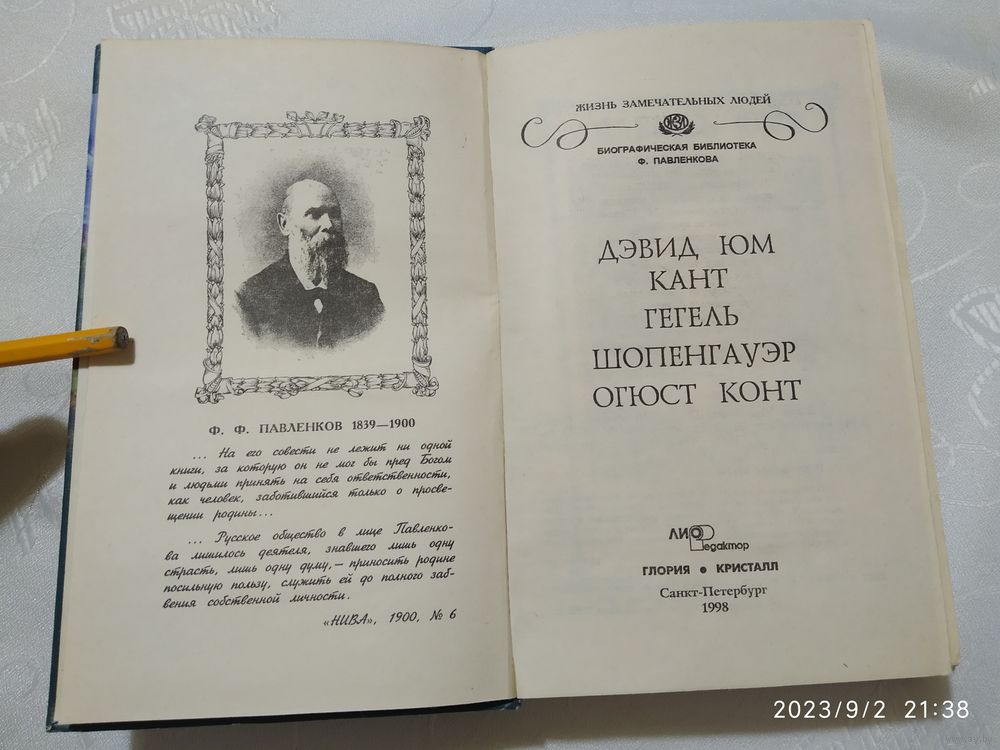 Ф. Ф. ПАВЛЕНКОВ 1839—1900
... На его совести не лежит ни одной
книги, за которую он не мог бы пред Богом
и людьми принять на себя ответственности,
как человек, заботившийся только о просве-
щении родины...
... Русское общество в лице Павленко-
ва лишилось деятеля, знавшего лишь одну
страсть, лишь одну думу,— приносить родине
посильную пользу, служить ей до полного заб-
вения собственной личности.
«НИВА», 1900, № 6
ЖИЗНЬ ЗАМЕЧАТЕЛЬНЫХ ЛЮДЕЙ
ЖЗЛ
БИОГРАФИЧЕСКАЯ БИБЛИОТЕКА
Ф. ПАВЛЕНКОВА
ДЭВИД ЮМ
КАНТ
ГЕГЕЛЬ
ШОПЕНГАУЭР
ОГЮСТ КОНТ
ЛИО
Редактор
ГЛОРИЯ ● КРИСТАЛЛ
Санкт-Петербург
1998
2023/9/2 21:38